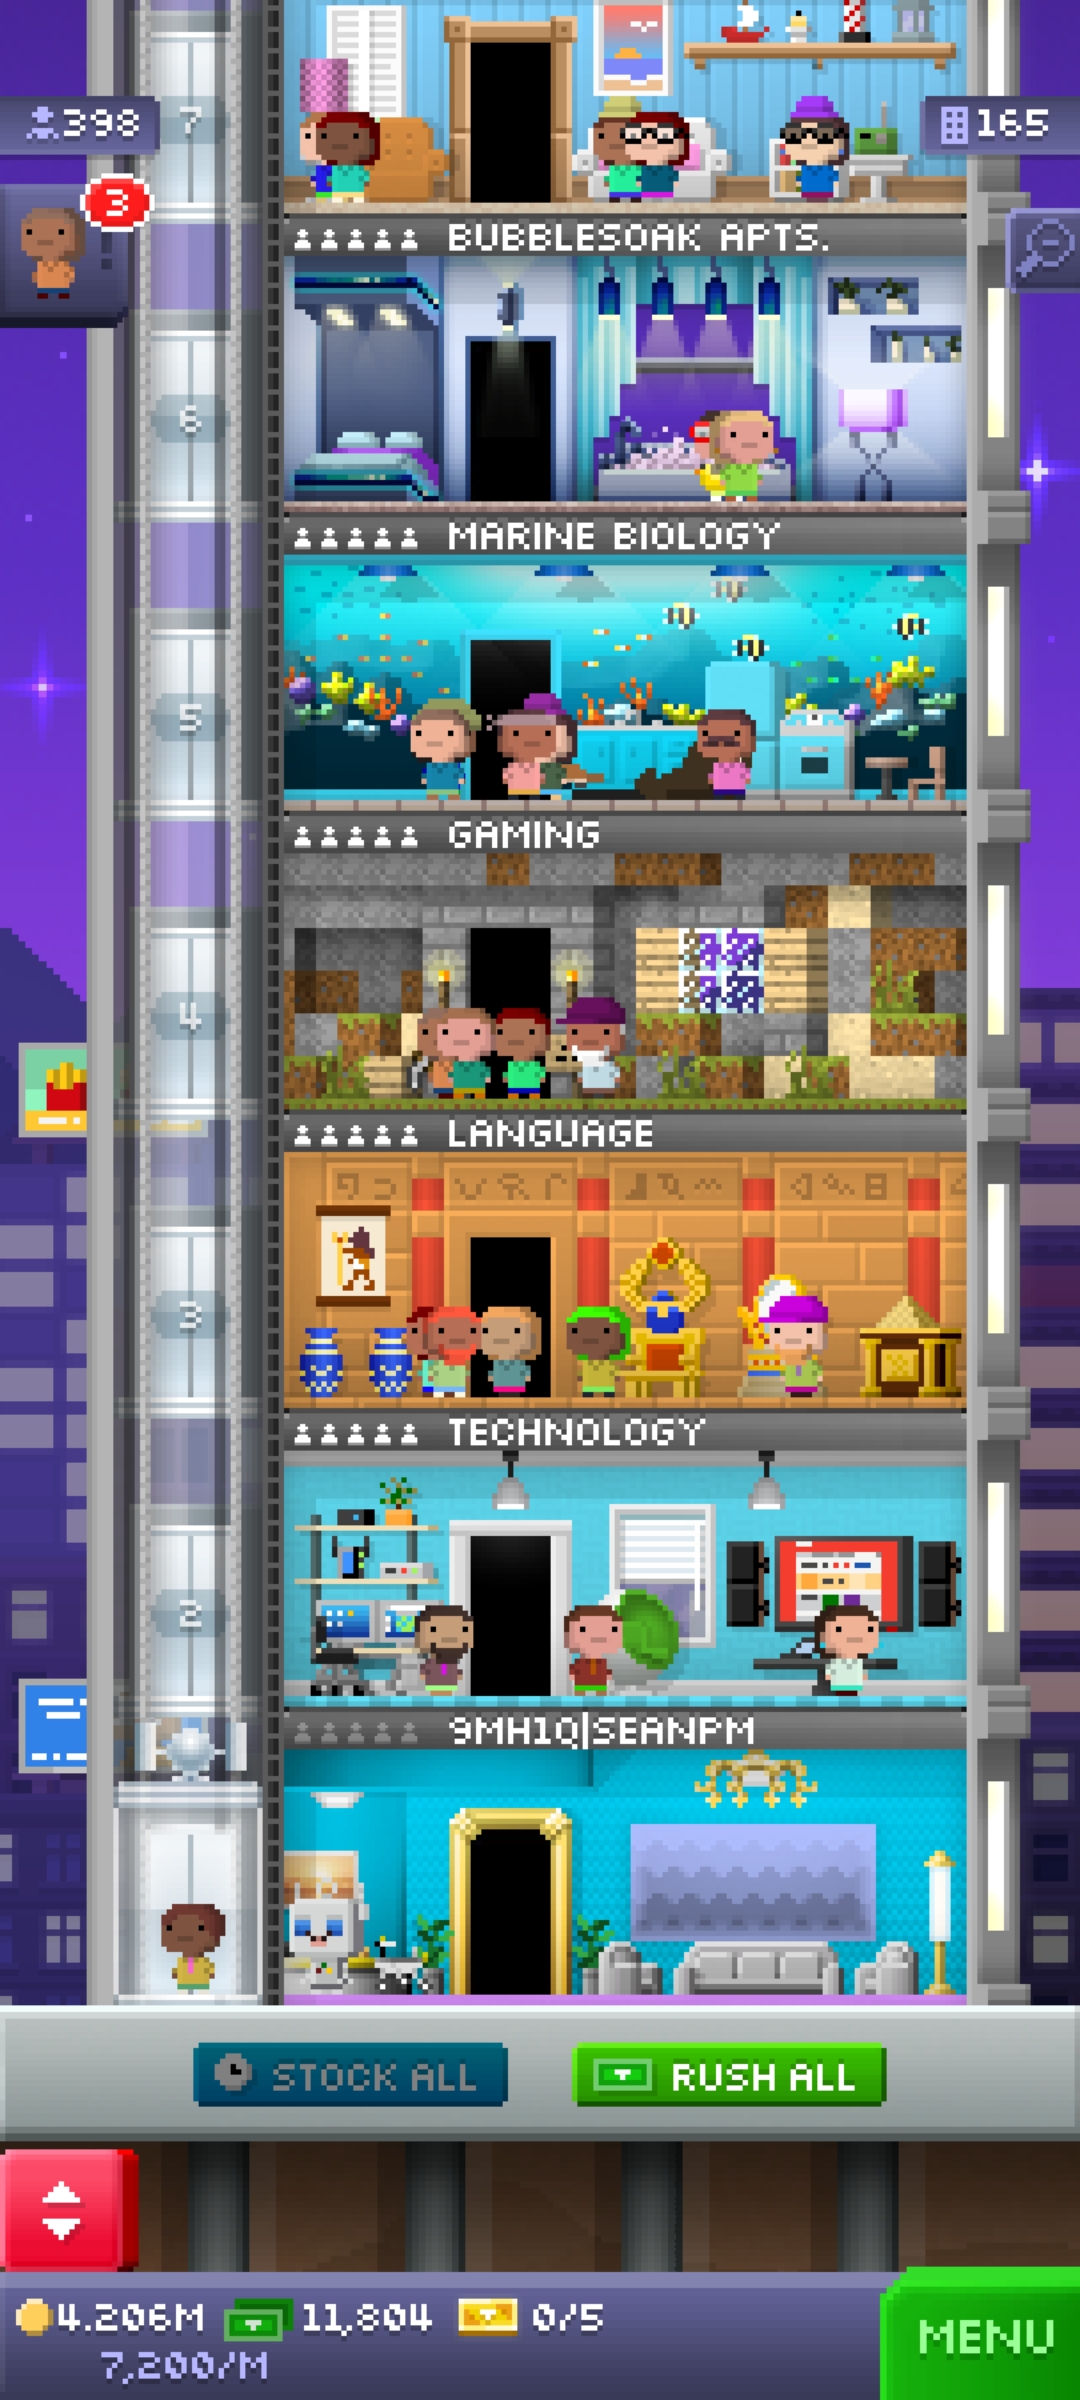 7
398
165
3
BUBBLESOAK APTS.
6
MARINE BIOLOGY
5
GAMING
4
LANGUAGE
3
TECHNOLOGY
2
9MH1Q|SEANPM
STOCK ALL
RUSH ALL
4.206M
11,804
0/5
7,200/M
MENU